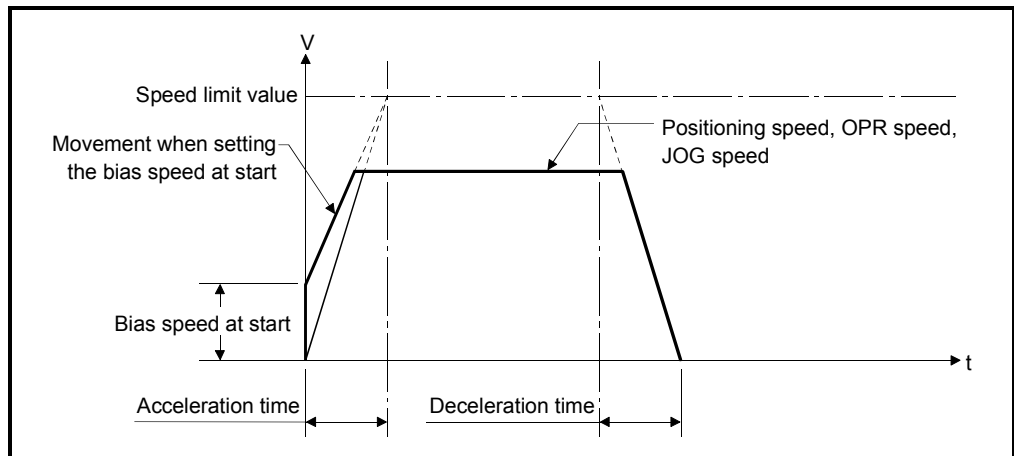 V
Speed limit value
Movement when setting
the bias speed at start
Positioning speed, OPR speed,
JOG speed
Bias speed at start
t
Acceleration time
Deceleration time